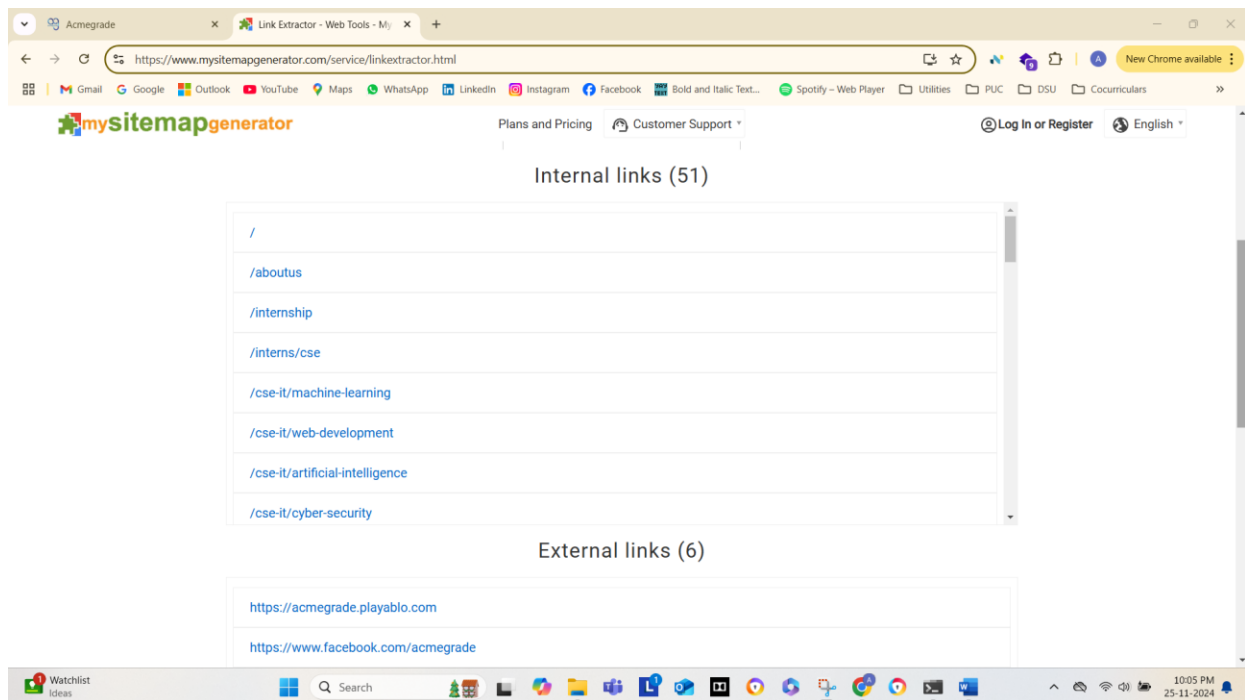 Acmegrade
Link Extractor - Web Tools - My
https://www.mysitemapgenerator.com/service/linkextractor.html
A
New Chrome available
9
Gmail Google Outlook YouTube Maps WhatsApp LinkedIn Instagram Facebook Bold and Italic Text... Spotify – Web Player Utilities PUC DSU Cocurriculars »
mysitemapgenerator
Plans and Pricing Customer Support Log In or Register English
Internal links (51)
/
/aboutus
/internship
/interns/cse
/cse-it/machine-learning
/cse-it/web-development
/cse-it/artificial-intelligence
/cse-it/cyber-security
External links (6)
https://acmegrade.playablo.com
https://www.facebook.com/acmegrade
1
Watchlist
Ideas
Search
10:05 PM
25-11-2024